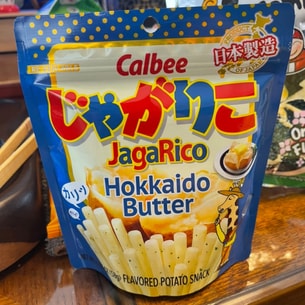 Calbee
日本製造
じゃがりこ
JagaRico
Hokkaido
Butter
カリッ
FLAVORED POTATO SNACK